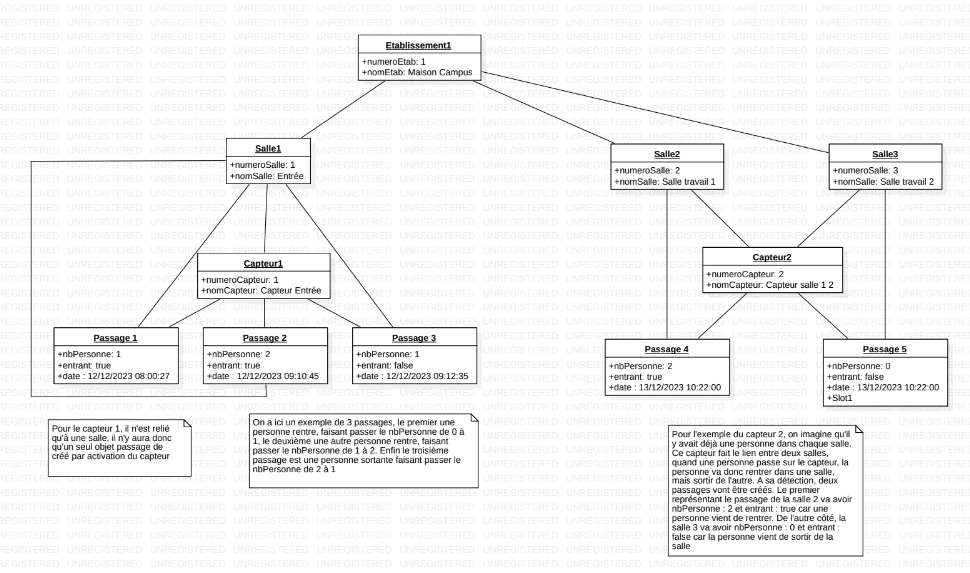 Etablissement1
+numeroEtab: 1
+nomEtab: Maison Campus
Salle1
+numeroSalle: 1
+nomSalle: Entrée
Salle2
+numeroSalle: 2
+nomSalle: Salle travail 1
Salle3
+numeroSalle: 3
+nomSalle: Salle travail 2
Capteur1
+numeroCapteur: 1
+nomCapteur: Capteur Entrée
Capteur2
+numeroCapteur: 2
+nomCapteur: Capteur salle 1 2
Passage 1
+nbPersonne: 1
+entrant: true
+date : 12/12/2023 08:00:27
Passage 2
+nbPersonne: 2
+entrant: true
+date : 12/12/2023 09:10:45
Passage 3
+nbPersonne: 1
+entrant: false
+date : 12/12/2023 09:12:35
Passage 4
+nbPersonne: 2
+entrant: true
+date : 13/12/2023 10:22:00
Passage 5
+nbPersonne: 0
+entrant: false
+date : 13/12/2023 10:22:00
+Slot1
Pour le capteur 1, il n'est relié
qu'à une salle, il n'y aura donc
qu'un seul objet passage de
créé par activation du capteur
On a ici un exemple de 3 passages, le premier une
personne rentre, faisant passer le nbPersonne de 0 à
1, le deuxième une autre personne rentre, faisant
passer le nbPersonne de 1 à 2. Enfin le troisième
passage est une personne sortante faisant passer le
nbPersonne de 2 à 1
Pour l'exemple du capteur 2, on imagine qu'il
y avait déjà une personne dans chaque salle.
Ce capteur fait le lien entre deux salles,
quand une personne passe sur le capteur, la
personne va donc rentrer dans une salle,
mais sortir de l'autre. A sa détection, deux
passages vont être créés. Le premier
représentant le passage de la salle 2 va avoir
nbPersonne : 2 et entrant : true car une
personne vient de rentrer. De l'autre côté, la
salle 3 va avoir nbPersonne : 0 et entrant :
false car la personne vient de sortir de la
salle